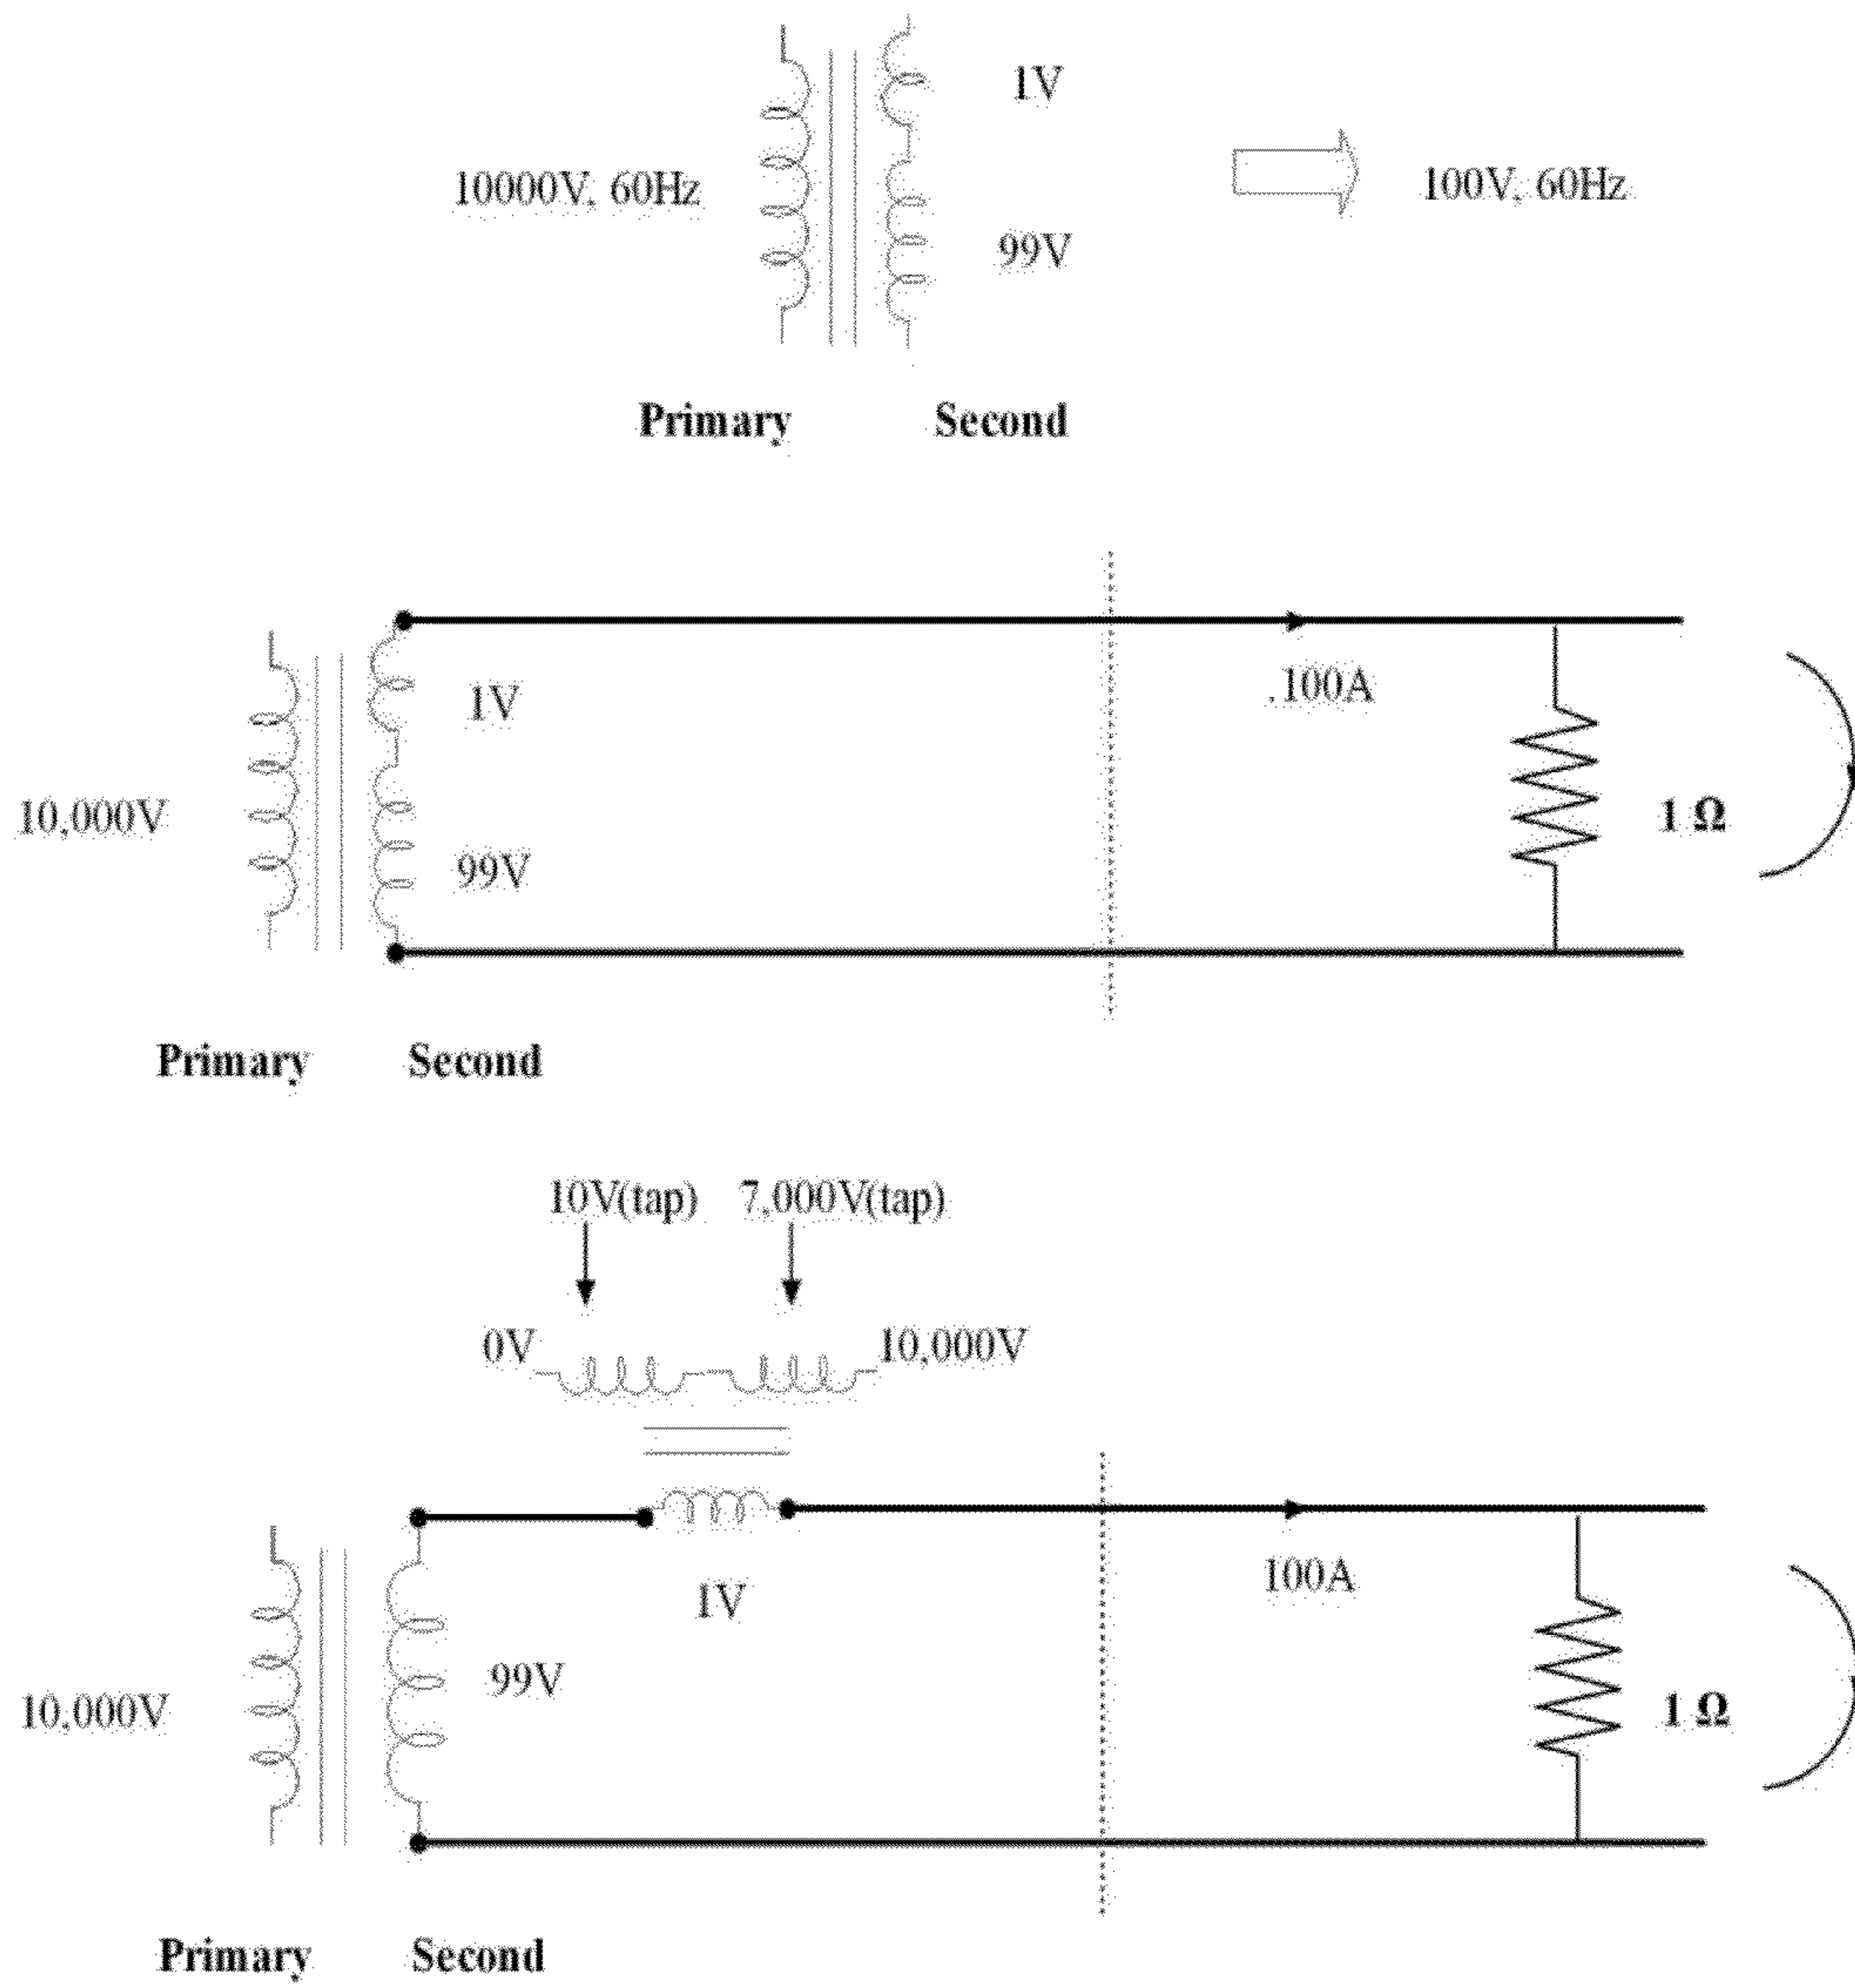 1V
10000V, 60Hz
100V, 60Hz
99V
Primary Second
.100A
1V
10,000V
1 Ω
99V
Primary Second
10V(tap) 7,000V(tap)
0V 10,000V
100A
1V
99V
10,000V
1 Ω
Primary Second